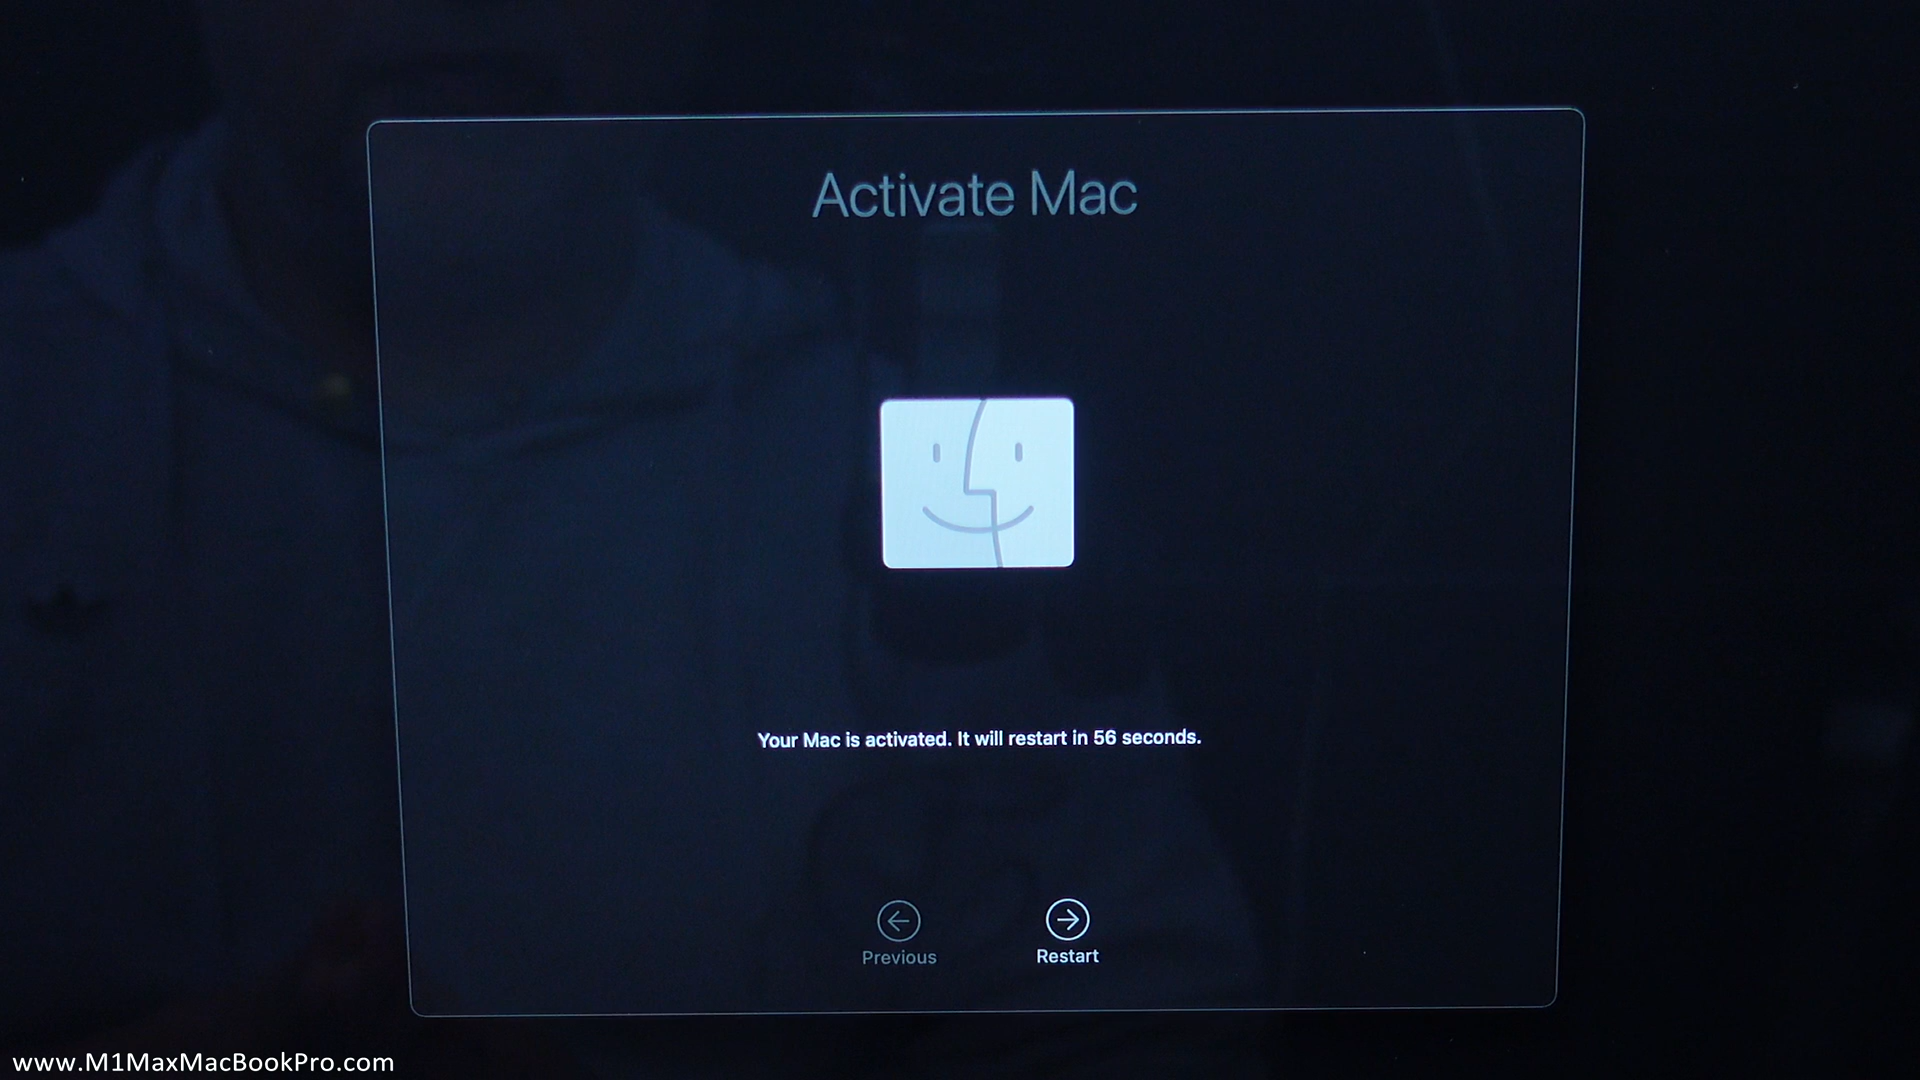 Activate Mac
Your Mac is activated. It will restart in 56 seconds.
Previous
Restart
www.M1MaxMacBookPro.com